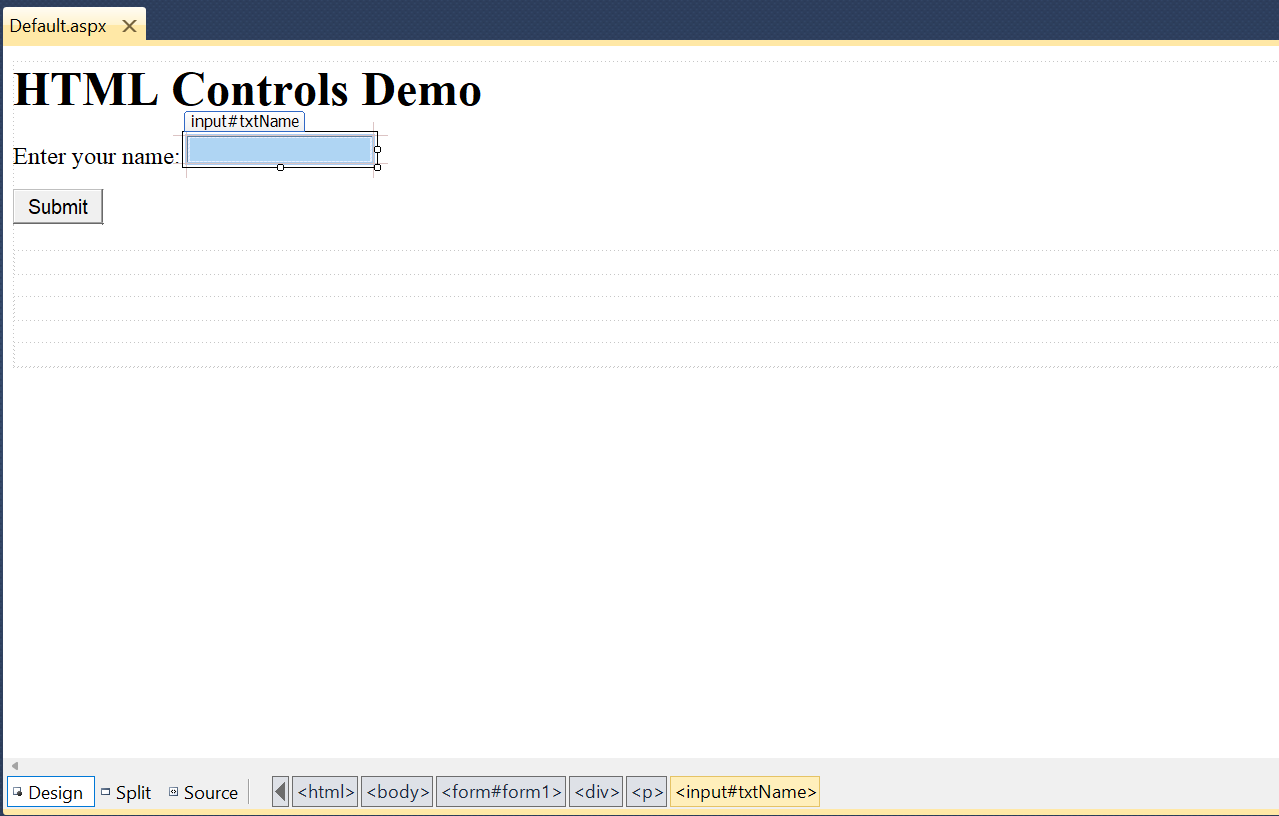 Default.aspx
HTML Controls Demo
input#txtName
Enter your name:
Submit
Design Split Source <html> <body> <form#form1> <div> <p> <input#txtName>